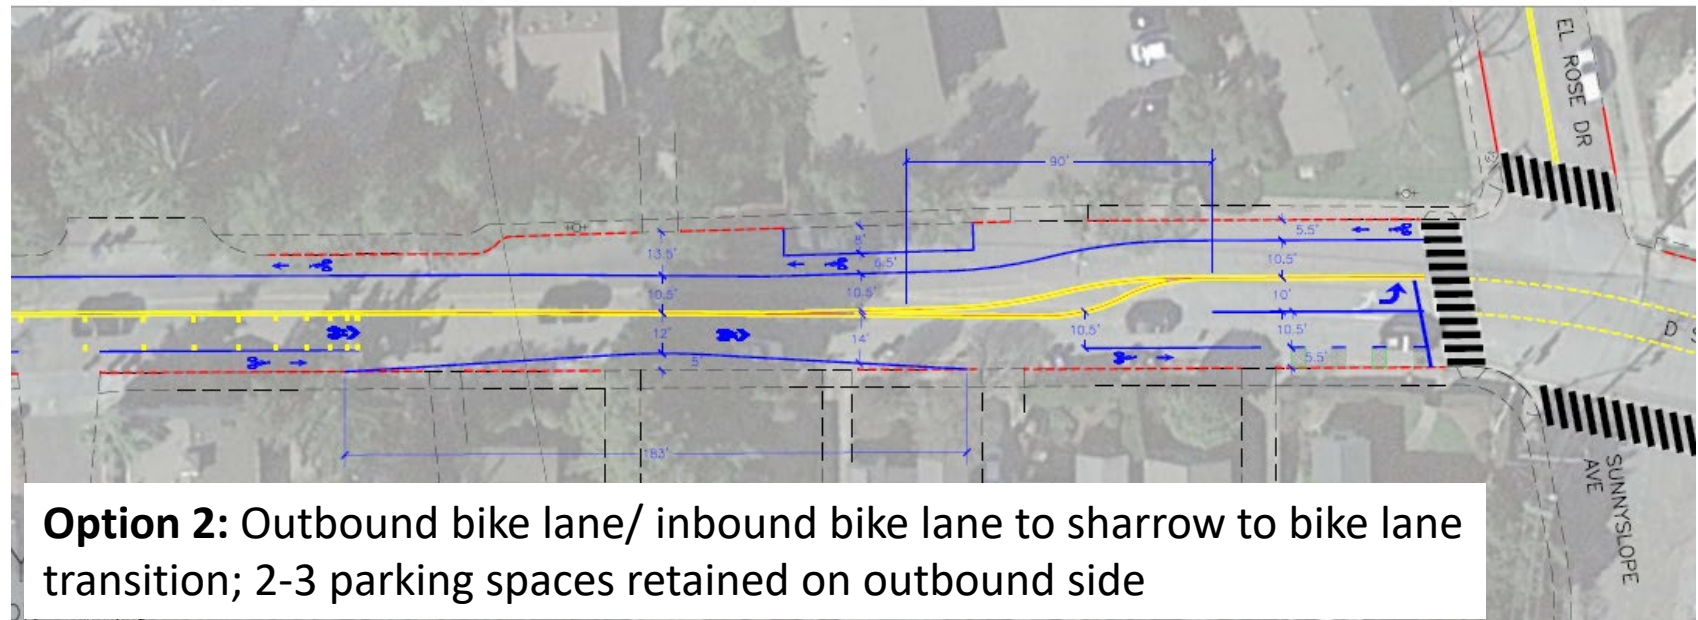 EL ROSE DR
90'
5.5'
13.5'
8'
6.5'
10.5'
10.5'
10.5'
10'
12'
14'
10.5'
10.5'
5'
5.5'
D S
183'
SUNNYSLOPE
AVE
Option 2: Outbound bike lane/ inbound bike lane to sharrow to bike lane
transition; 2-3 parking spaces retained on outbound side